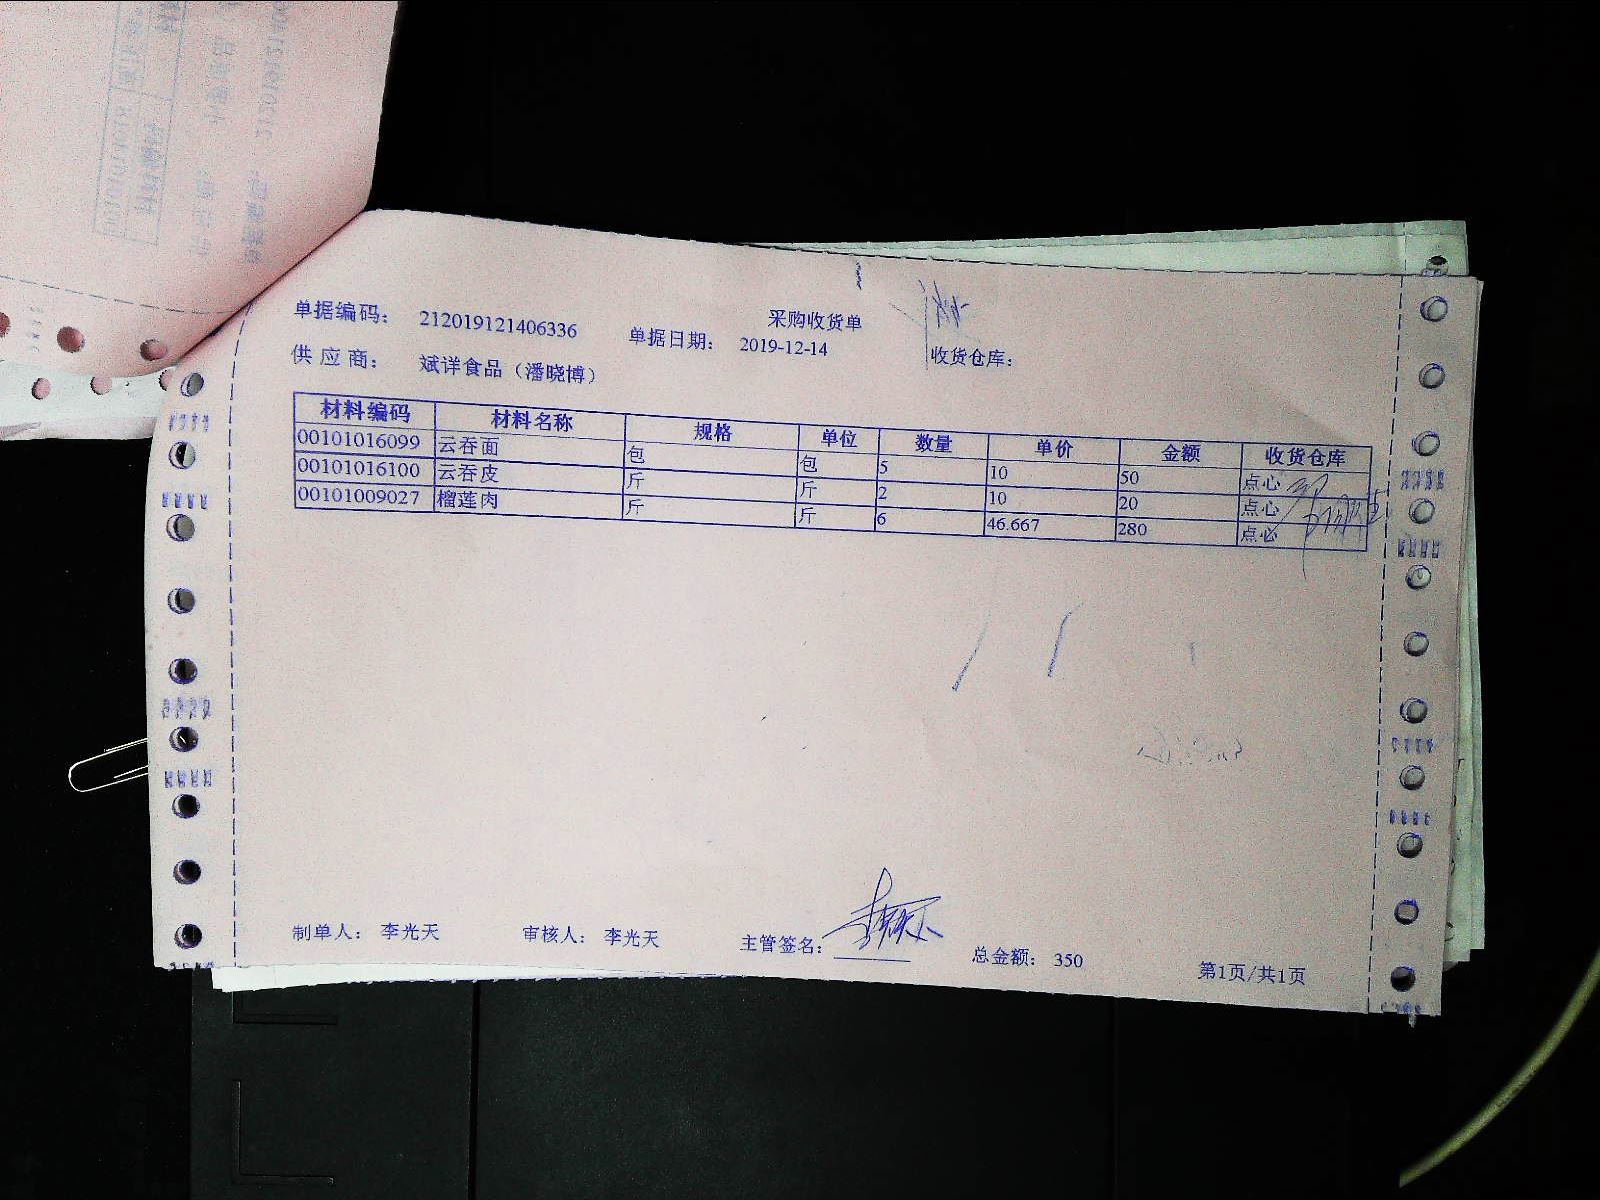 采购收货单
单据编码： 212019121406336 单据日期： 2019-12-14 收货仓库：
供应商： 斌详食品（潘晓博）
材料编码 材料名称 规格 单位 数量 单价 金额 收货仓库
00101016099 云吞面 包 包 5 10 50 点心
00101016100 云吞皮 斤 斤 2 10 20 点心
00101009027 榴莲肉 斤 斤 6 46.667 280 点心
制单人： 李光天 审核人： 李光天 主管签名： 总金额： 350 第1页/共1页